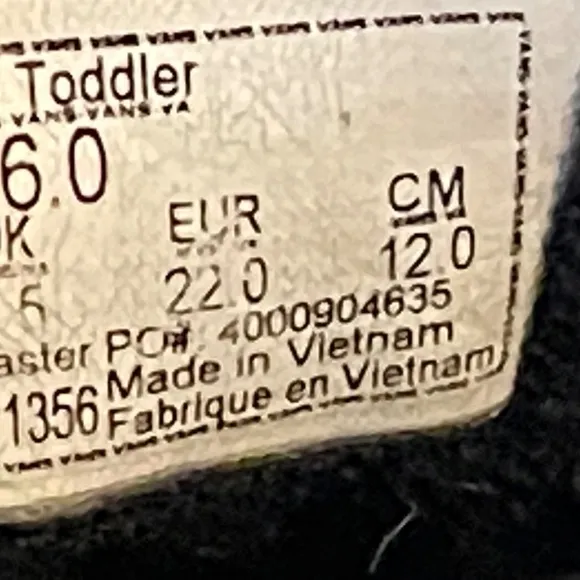 Toddler
VANS VANS VA
6.0
K EUR CM
5 22.0 12.0
aster PO#: 4000904635
Made in Vietnam
1356 Fabrique en Vietnam